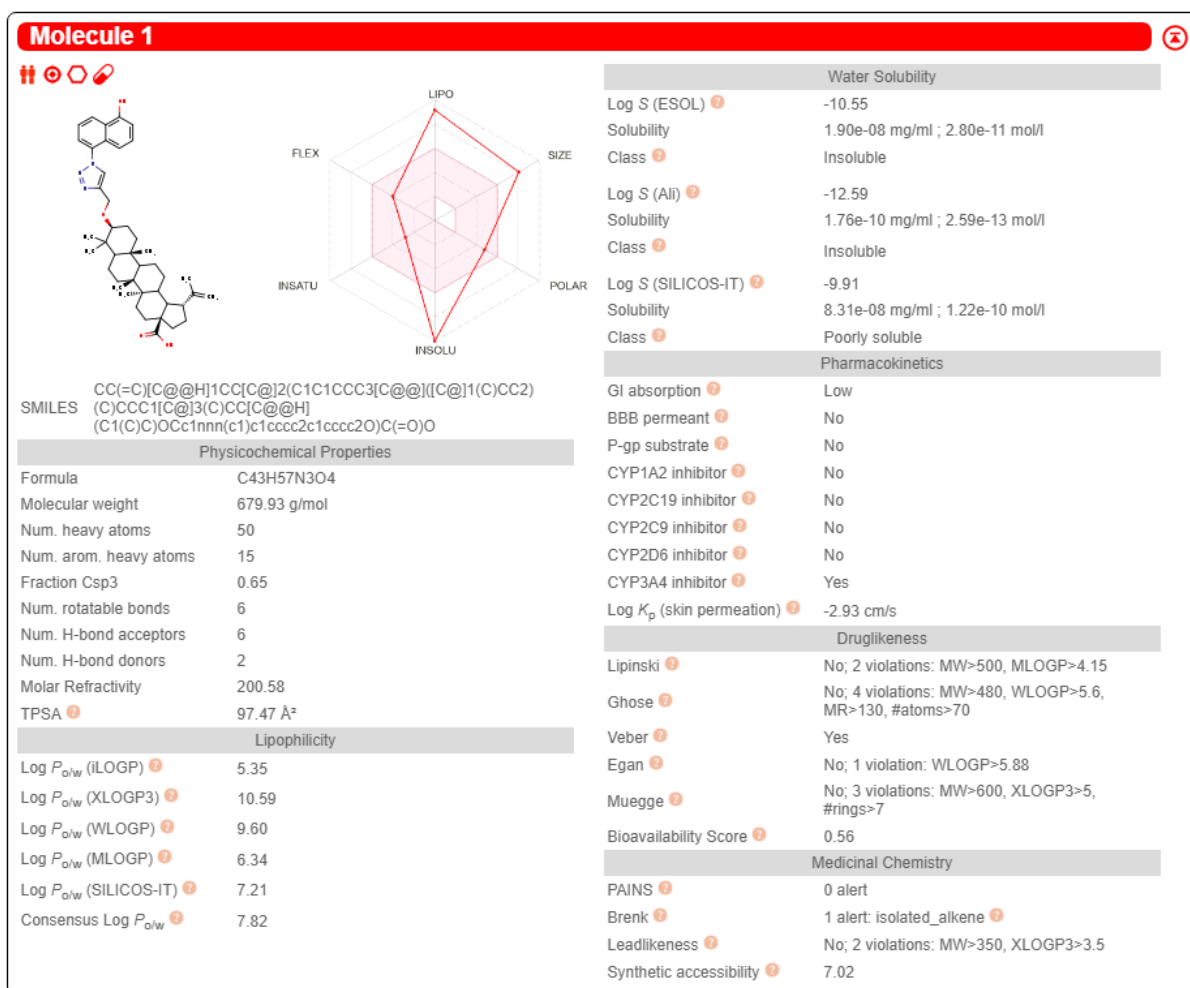 Molecule 1
LIPO
FLEX
SIZE
INSATU
POLAR
INSOLU
SMILES CC(=C)[C@@H]1CC[C@]2(C1C1CCC3[C@@]([C@]1(C)CC2)
(C)CCC1[C@]3(C)CC[C@@H]
(C1(C)C)OCc1nnn(c1)c1cccc2c1cccc2O)C(=O)O
Physicochemical Properties
Formula C43H57N3O4
Molecular weight 679.93 g/mol
Num. heavy atoms 50
Num. arom. heavy atoms 15
Fraction Csp3 0.65
Num. rotatable bonds 6
Num. H-bond acceptors 6
Num. H-bond donors 2
Molar Refractivity 200.58
TPSA ? 97.47 Å²
Lipophilicity
Log Po/w (iLOGP) ? 5.35
Log Po/w (XLOGP3) ? 10.59
Log Po/w (WLOGP) ? 9.60
Log Po/w (MLOGP) ? 6.34
Log Po/w (SILICOS-IT) ? 7.21
Consensus Log Po/w ? 7.82
Water Solubility
Log S (ESOL) ? -10.55
Solubility 1.90e-08 mg/ml ; 2.80e-11 mol/l
Class ? Insoluble
Log S (Ali) ? -12.59
Solubility 1.76e-10 mg/ml ; 2.59e-13 mol/l
Class ? Insoluble
Log S (SILICOS-IT) ? -9.91
Solubility 8.31e-08 mg/ml ; 1.22e-10 mol/l
Class ? Poorly soluble
Pharmacokinetics
GI absorption ? Low
BBB permeant ? No
P-gp substrate ? No
CYP1A2 inhibitor ? No
CYP2C19 inhibitor ? No
CYP2C9 inhibitor ? No
CYP2D6 inhibitor ? No
CYP3A4 inhibitor ? Yes
Log Kp (skin permeation) ? -2.93 cm/s
Druglikeness
Lipinski ? No; 2 violations: MW>500, MLOGP>4.15
Ghose ? No; 4 violations: MW>480, WLOGP>5.6,
MR>130, #atoms>70
Veber ? Yes
Egan ? No; 1 violation: WLOGP>5.88
Muegge ? No; 3 violations: MW>600, XLOGP3>5,
#rings>7
Bioavailability Score ? 0.56
Medicinal Chemistry
PAINS ? 0 alert
Brenk ? 1 alert: isolated_alkene ?
Leadlikeness ? No; 2 violations: MW>350, XLOGP3>3.5
Synthetic accessibility ? 7.02